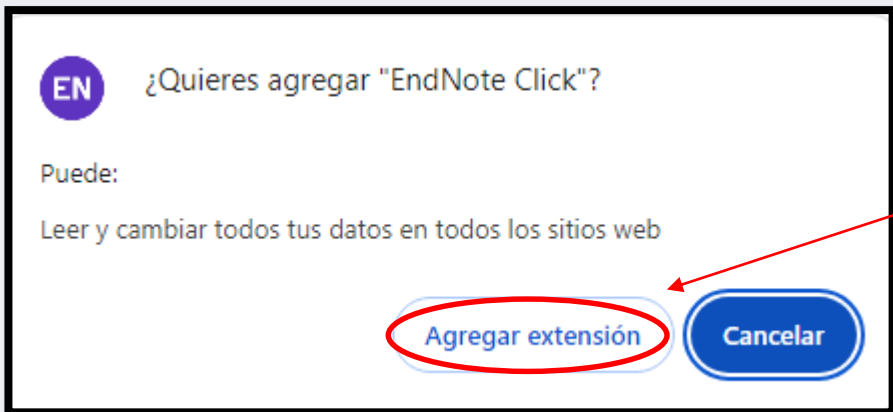 EN
¿Quieres agregar "EndNote Click"?
Puede:
Leer y cambiar todos tus datos en todos los sitios web
Agregar extensión
Cancelar